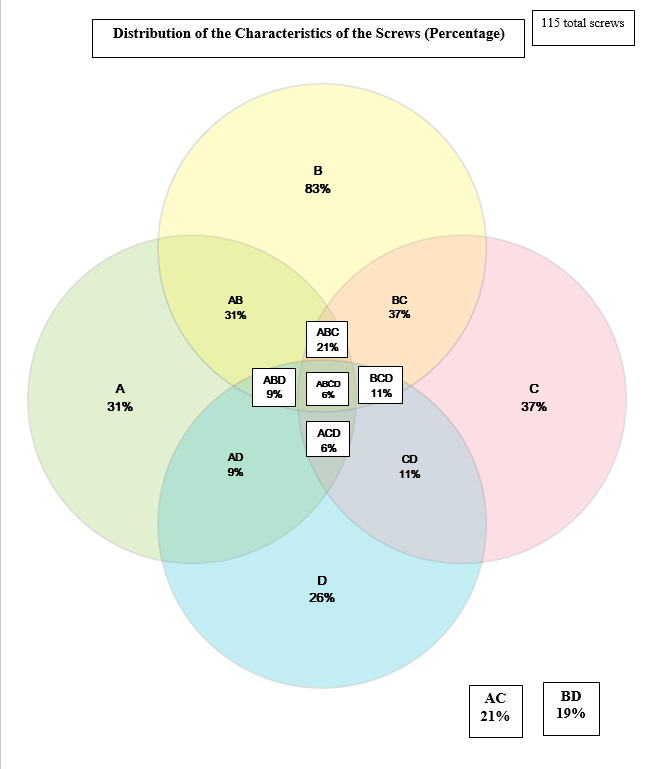 Distribution of the Characteristics of the Screws (Percentage)
115 total screws
B
83%
AB
31%
BC
37%
ABC
21%
ABD
9%
ABCD
6%
BCD
11%
A
31%
C
37%
ACD
6%
AD
9%
CD
11%
D
26%
AC
21%
BD
19%